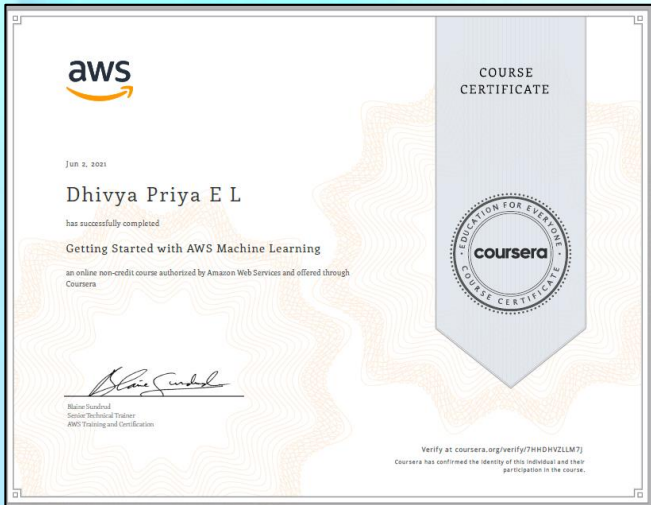 aws
COURSE
CERTIFICATE
Jun 2, 2021
Dhivya Priya E L
has successfully completed
Getting Started with AWS Machine Learning
an online non-credit course authorized by Amazon Web Services and offered through
Coursera
EDUCATION FOR EVERYONE
coursera
COURSE CERTIFICATE
Blaine Sundrud
Senior Technical Trainer
AWS Training and Certification
Verify at coursera.org/verify/7HHDHVZLLM7J
Coursera has confirmed the identity of this individual and their
participation in the course.